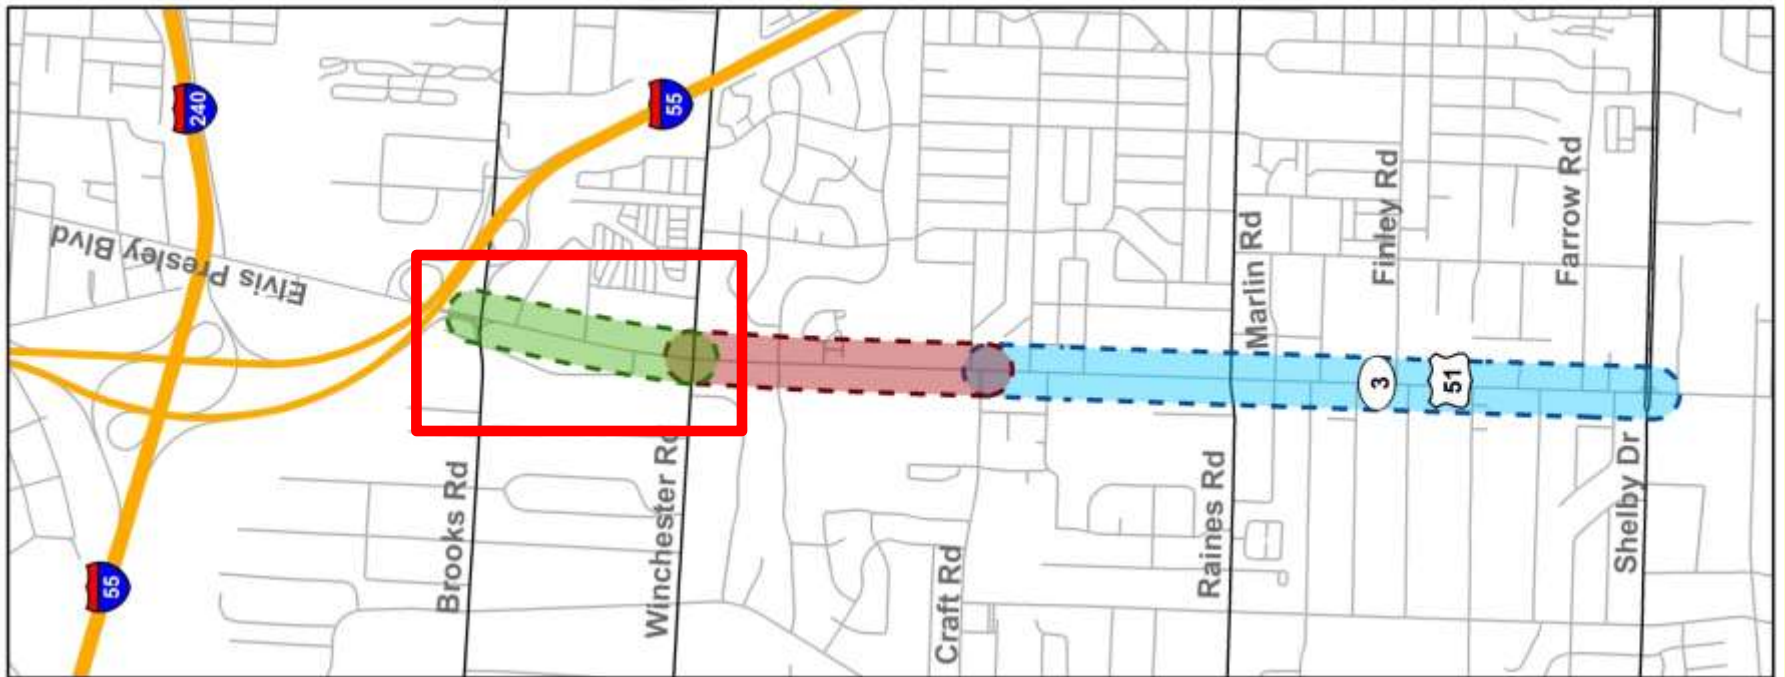 240
55
Elvis Presley Blvd
Marlin Rd
Finley Rd
Farrow Rd
3
51
Brooks Rd
Winchester Rd
Craft Rd
Raines Rd
Shelby Dr
55